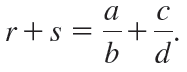 r + s = a/b + c/d.